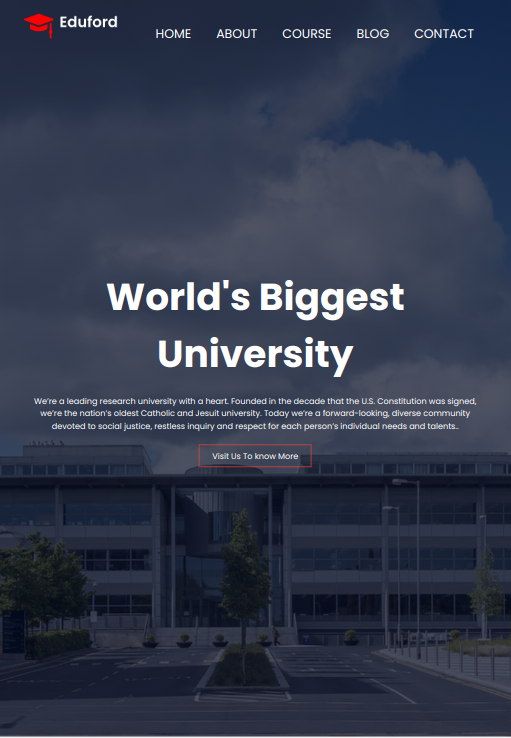 Eduford
HOME ABOUT COURSE BLOG CONTACT
World's Biggest
University
We're a leading research university with a heart. Founded in the decade that the U.S. Constitution was signed,
we're the nation's oldest Catholic and Jesuit university. Today we're a forward-looking, diverse community
devoted to social justice, restless inquiry and respect for each person's individual needs and talents..
Visit Us To know More